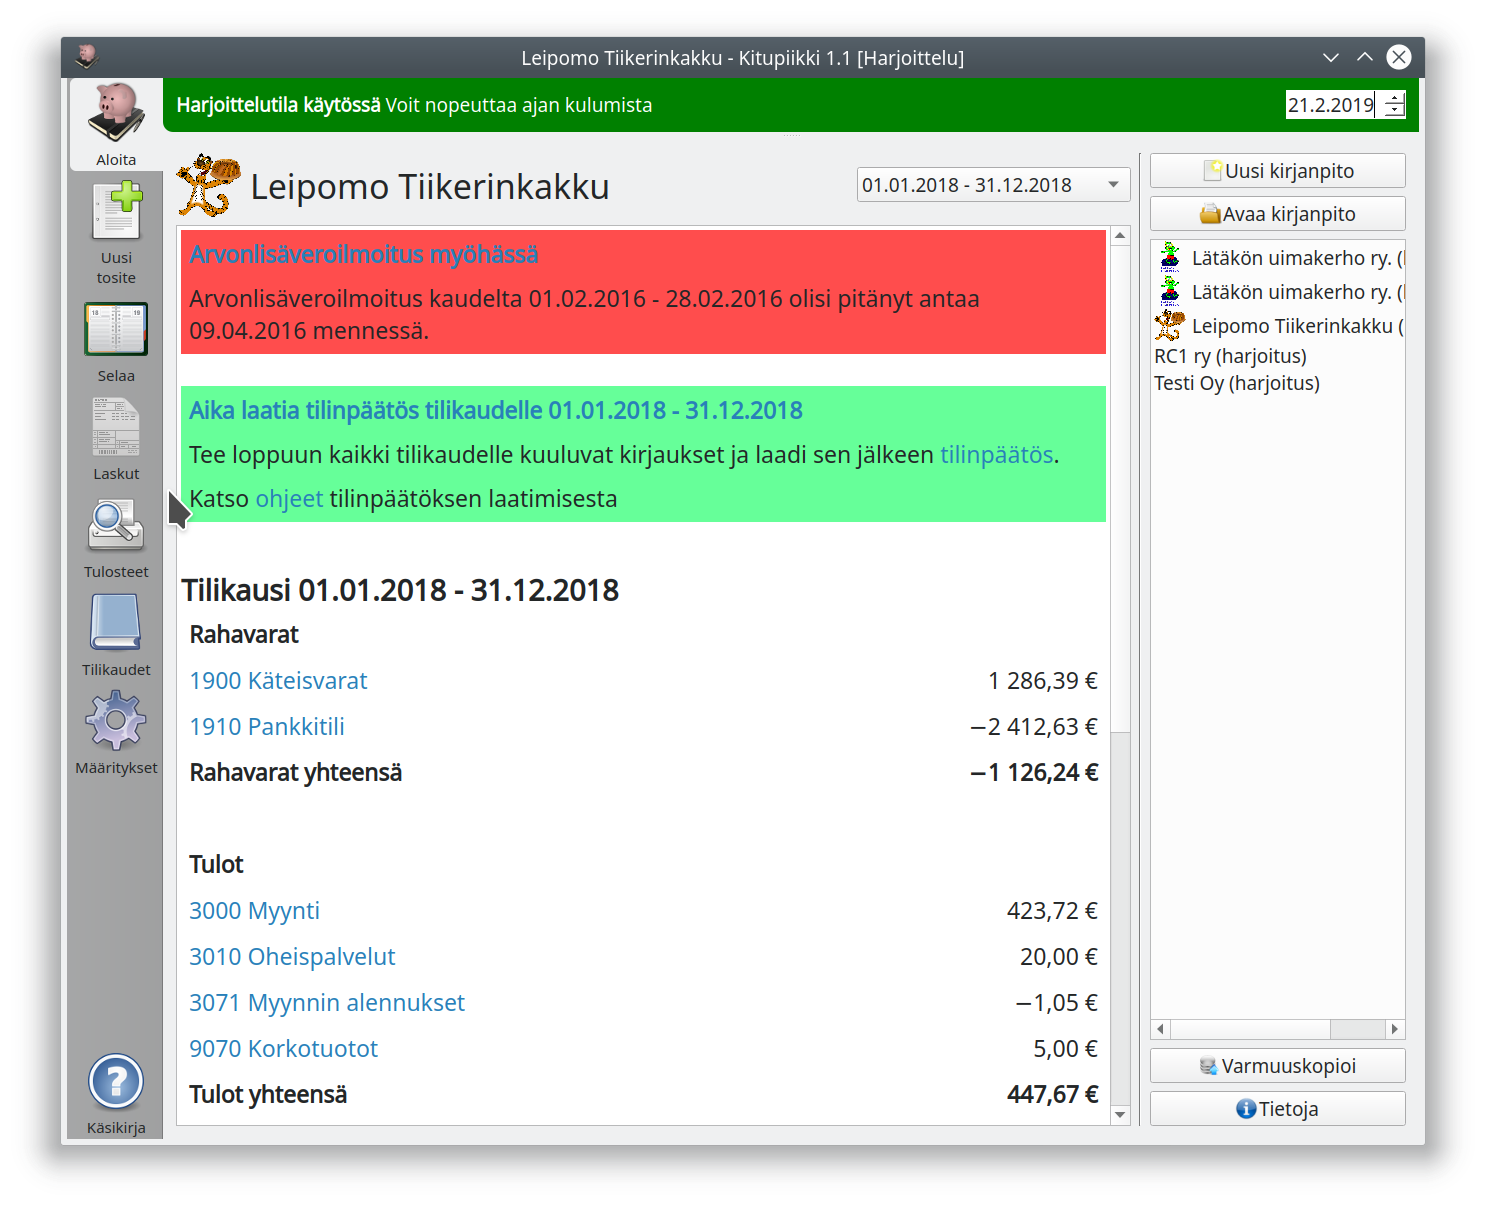 Leipomo Tiikerinkakku - Kitupiikki 1.1 [Harjoittelu]
Harjoittelutila käytössä Voit nopeuttaa ajan kulumista
21.2.2019
Aloita
Uusi
tosite
Selaa
Laskut
Tulosteet
Tilikaudet
Määritykset
Käsikirja
Leipomo Tiikerinkakku
01.01.2018 - 31.12.2018
Arvonlisäveroilmoitus myöhässä
Arvonlisäveroilmoitus kaudelta 01.02.2016 - 28.02.2016 olisi pitänyt antaa
09.04.2016 mennessä.
Aika laatia tilinpäätös tilikaudelle 01.01.2018 - 31.12.2018
Tee loppuun kaikki tilikaudelle kuuluvat kirjaukset ja laadi sen jälkeen tilinpäätös.
Katso ohjeet tilinpäätöksen laatimisesta
Tilikausi 01.01.2018 - 31.12.2018
Rahavarat
1900 Käteisvarat 1 286,39 €
1910 Pankkitili −2 412,63 €
Rahavarat yhteensä −1 126,24 €
Tulot
3000 Myynti 423,72 €
3010 Oheispalvelut 20,00 €
3071 Myynnin alennukset −1,05 €
9070 Korkotuotot 5,00 €
Tulot yhteensä 447,67 €
Uusi kirjanpito
Avaa kirjanpito
Lätäkön uimakerho ry. (
Lätäkön uimakerho ry. (
Leipomo Tiikerinkakku (
RC1 ry (harjoitus)
Testi Oy (harjoitus)
Varmuuskopioi
Tietoja